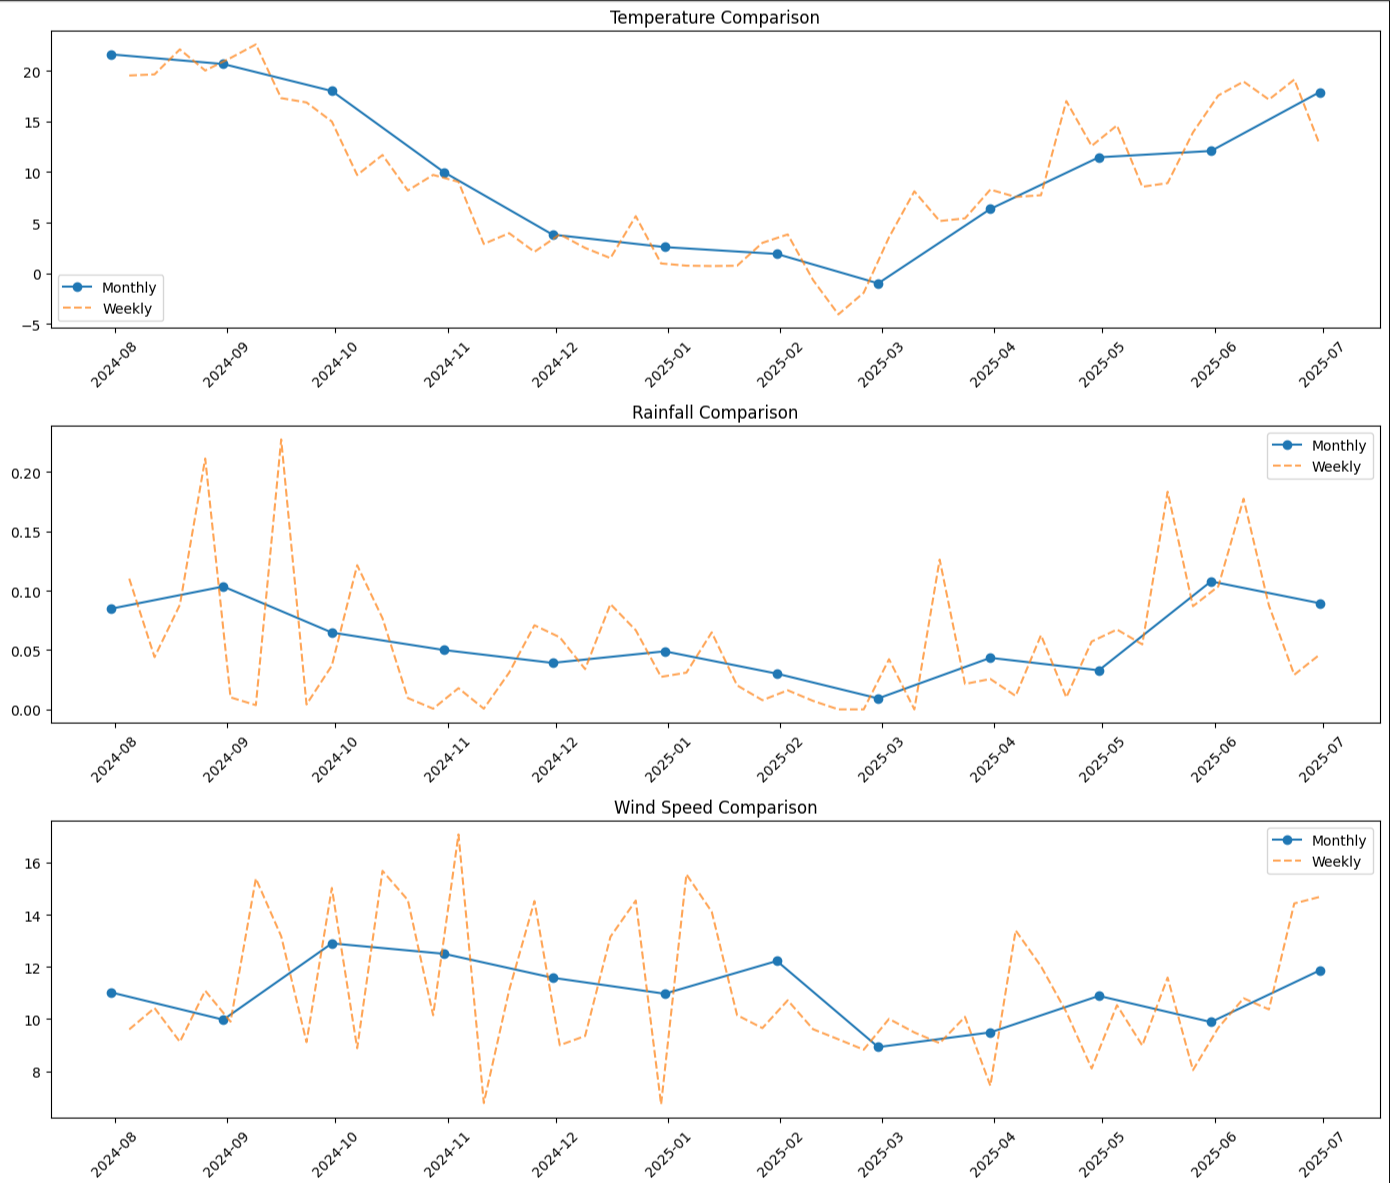 Temperature Comparison
20
15
10
5
0
−5
Monthly
Weekly
2024-08 2024-09 2024-10 2024-11 2024-12 2025-01 2025-02 2025-03 2025-04 2025-05 2025-06 2025-07
Rainfall Comparison
Monthly
Weekly
0.20
0.15
0.10
0.05
0.00
2024-08 2024-09 2024-10 2024-11 2024-12 2025-01 2025-02 2025-03 2025-04 2025-05 2025-06 2025-07
Wind Speed Comparison
Monthly
Weekly
16
14
12
10
8
2024-08 2024-09 2024-10 2024-11 2024-12 2025-01 2025-02 2025-03 2025-04 2025-05 2025-06 2025-07